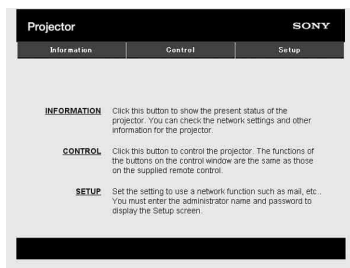 Projector SONY
Information Control Setup
INFORMATION Click this button to show the present status of the
projector. You can check the network settings and other
information for the projector.
CONTROL Click this button to control the projector. The functions of
the buttons on the control window are the same as those
on the supplied remote control.
SETUP Set the setting to use a network function such as mail, etc..
You must enter the administrator name and password to
display the Setup screen.